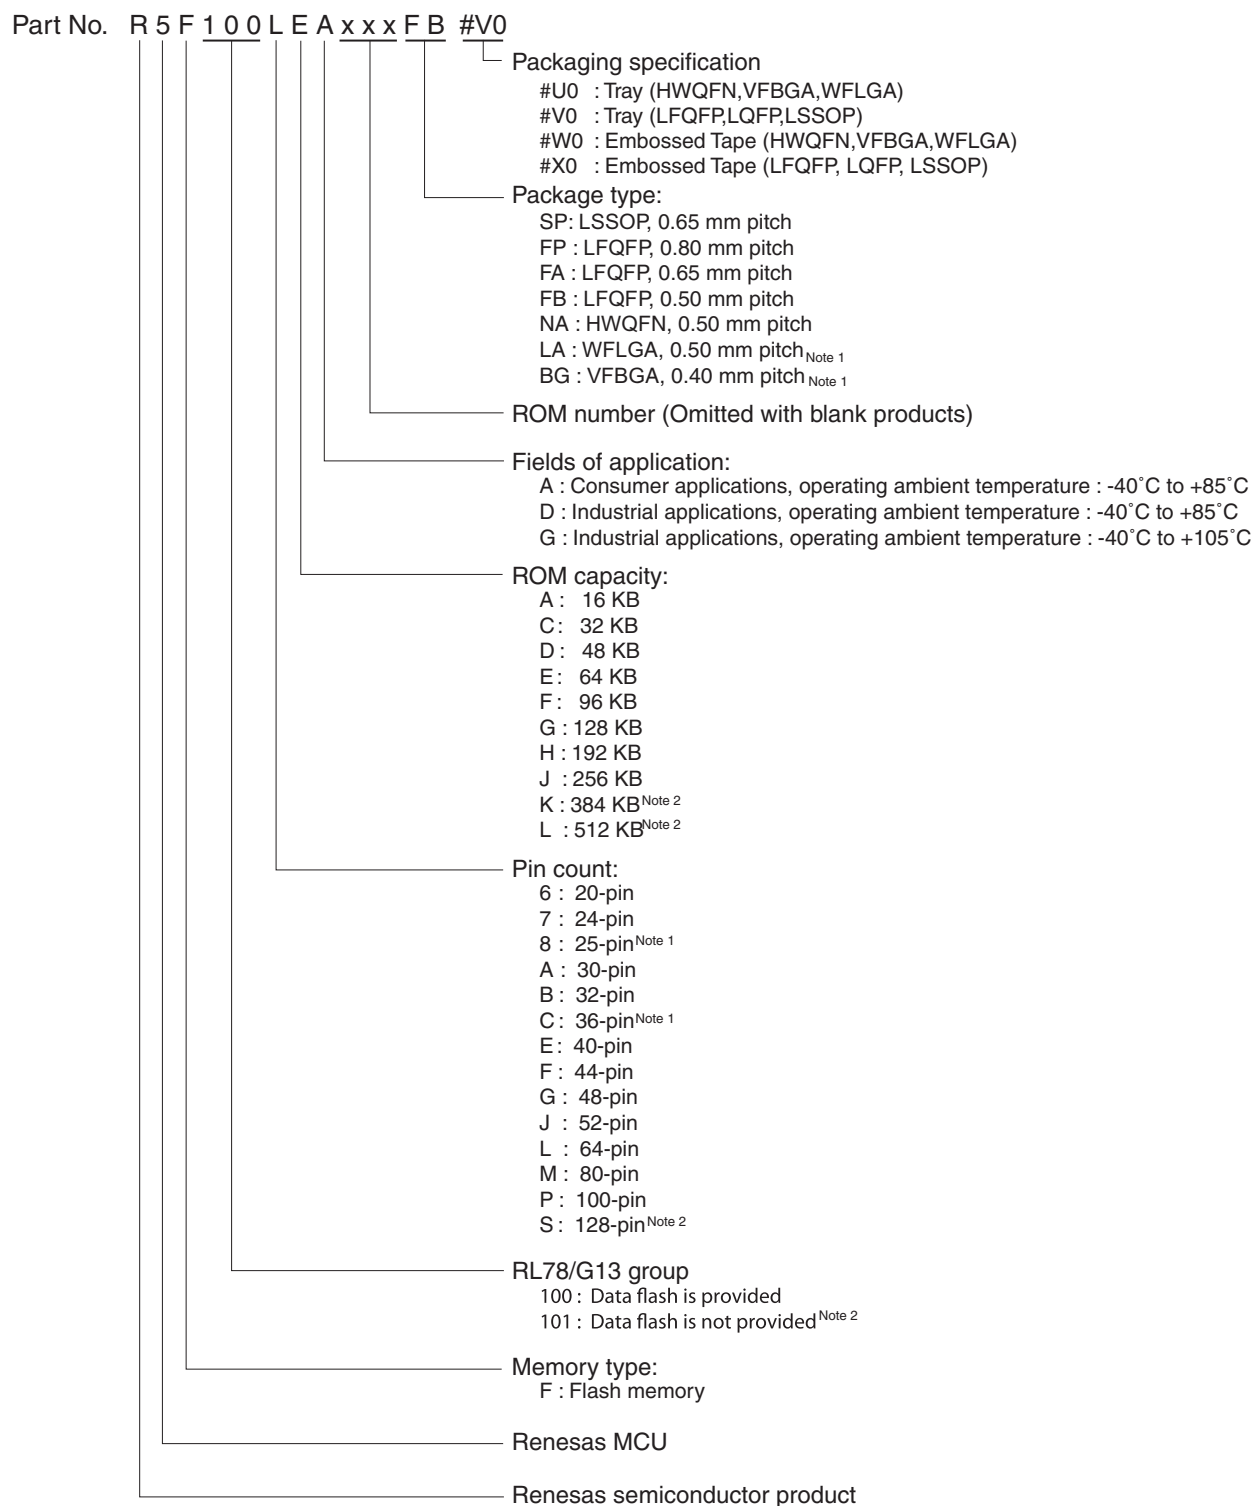 Part No. R 5 F 1 0 0 L E A x x x F B #V0
Packaging specification
#U0 : Tray (HWQFN,VFBGA,WFLGA)
#V0 : Tray (LFQFP,LQFP,LSSOP)
#W0 : Embossed Tape (HWQFN,VFBGA,WFLGA)
#X0 : Embossed Tape (LFQFP, LQFP, LSSOP)
Package type:
SP: LSSOP, 0.65 mm pitch
FP : LFQFP, 0.80 mm pitch
FA : LFQFP, 0.65 mm pitch
FB : LFQFP, 0.50 mm pitch
NA : HWQFN, 0.50 mm pitch
LA : WFLGA, 0.50 mm pitch Note 1
BG : VFBGA, 0.40 mm pitch Note 1
ROM number (Omitted with blank products)
Fields of application:
A : Consumer applications, operating ambient temperature : -40˚C to +85˚C
D : Industrial applications, operating ambient temperature : -40˚C to +85˚C
G : Industrial applications, operating ambient temperature : -40˚C to +105˚C
ROM capacity:
A : 16 KB
C : 32 KB
D : 48 KB
E : 64 KB
F : 96 KB
G : 128 KB
H : 192 KB
J : 256 KB
K : 384 KB Note 2
L : 512 KB Note 2
Pin count:
6 : 20-pin
7 : 24-pin
8 : 25-pin Note 1
A : 30-pin
B : 32-pin
C : 36-pin Note 1
E : 40-pin
F : 44-pin
G : 48-pin
J : 52-pin
L : 64-pin
M : 80-pin
P : 100-pin
S : 128-pin Note 2
RL78/G13 group
100 : Data flash is provided
101 : Data flash is not provided Note 2
Memory type:
F : Flash memory
Renesas MCU
Renesas semiconductor product